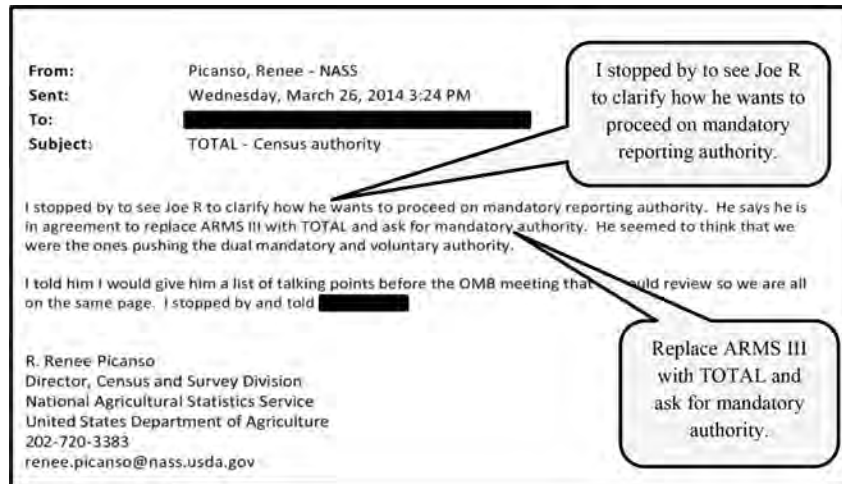 From: Picanso, Renee - NASS
Sent: Wednesday, March 26, 2014 3:24 PM
To:
Subject: TOTAL - Census authority
I stopped by to see Joe R
to clarify how he wants to
proceed on mandatory
reporting authority.
I stopped by to see Joe R to clarify how he wants to proceed on mandatory reporting authority. He says he is
in agreement to replace ARMS III with TOTAL and ask for mandatory authority. He seemed to think that we
were the ones pushing the dual mandatory and voluntary authority.
I told him I would give him a list of talking points before the OMB meeting that review so we are all
on the same page. I stopped by and told
Replace ARMS III
with TOTAL and
ask for mandatory
authority.
R. Renee Picanso
Director, Census and Survey Division
National Agricultural Statistics Service
United States Department of Agriculture
202-720-3383
renee.picanso@nass.usda.gov